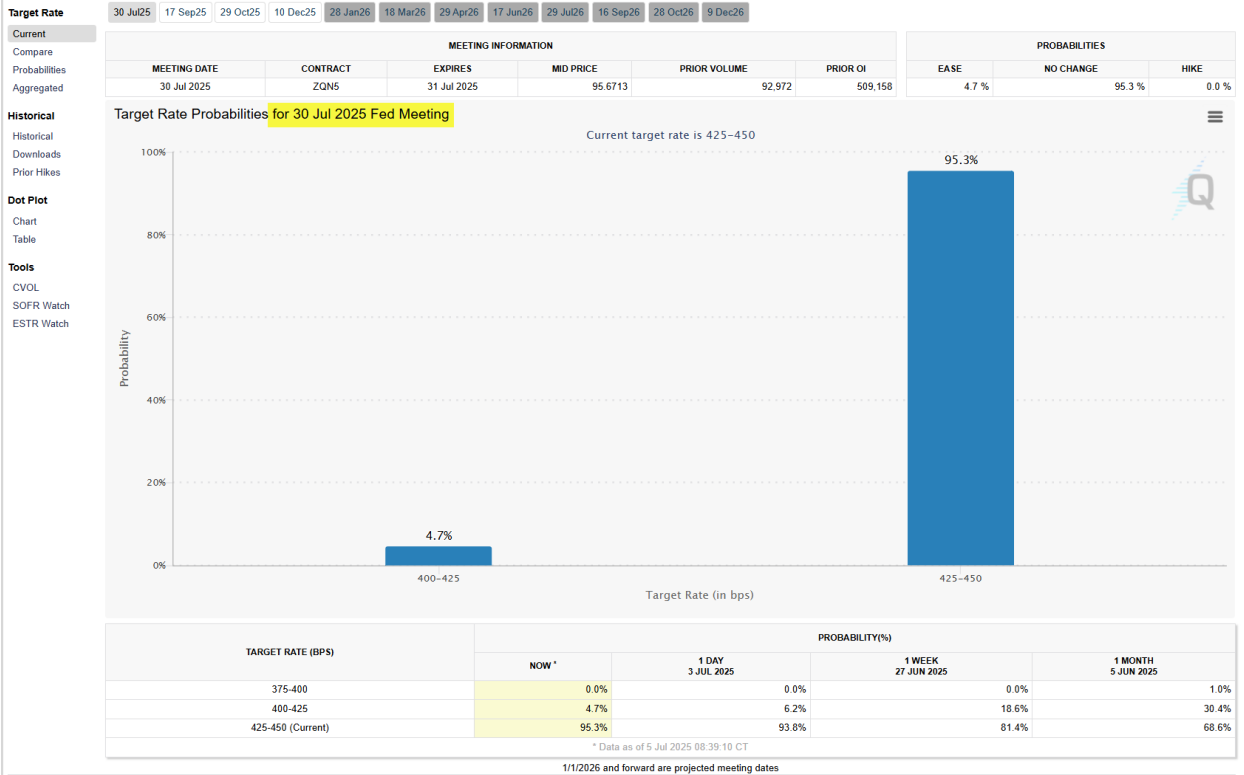 Target Rate
Current
Compare
Probabilities
Aggregated
Historical
Historical
Downloads
Prior Hikes
Dot Plot
Chart
Table
Tools
CVOL
SOFR Watch
ESTR Watch
30 Jul25 17 Sep25 29 Oct25 10 Dec25 28 Jan26 18 Mar26 29 Apr26 17 Jun26 29 Jul26 16 Sep26 28 Oct26 9 Dec26
MEETING INFORMATION
MEETING DATE CONTRACT EXPIRES MID PRICE PRIOR VOLUME PRIOR OI
30 Jul 2025 ZQN5 31 Jul 2025 95.6713 92,972 509,158
PROBABILITIES
EASE NO CHANGE HIKE
4.7 % 95.3 % 0.0 %
Target Rate Probabilities for 30 Jul 2025 Fed Meeting
Current target rate is 425–450
100%
80%
60%
40%
20%
0%
Probability
4.7%
95.3%
Q
400–425 425–450
Target Rate (in bps)
TARGET RATE (BPS) PROBABILITY(%)
NOW * 1 DAY 1 WEEK 1 MONTH
3 JUL 2025 27 JUN 2025 5 JUN 2025
375-400 0.0% 0.0% 0.0% 1.0%
400-425 4.7% 6.2% 18.6% 30.4%
425-450 (Current) 95.3% 93.8% 81.4% 68.6%
* Data as of 5 Jul 2025 08:39:10 CT
1/1/2026 and forward are projected meeting dates